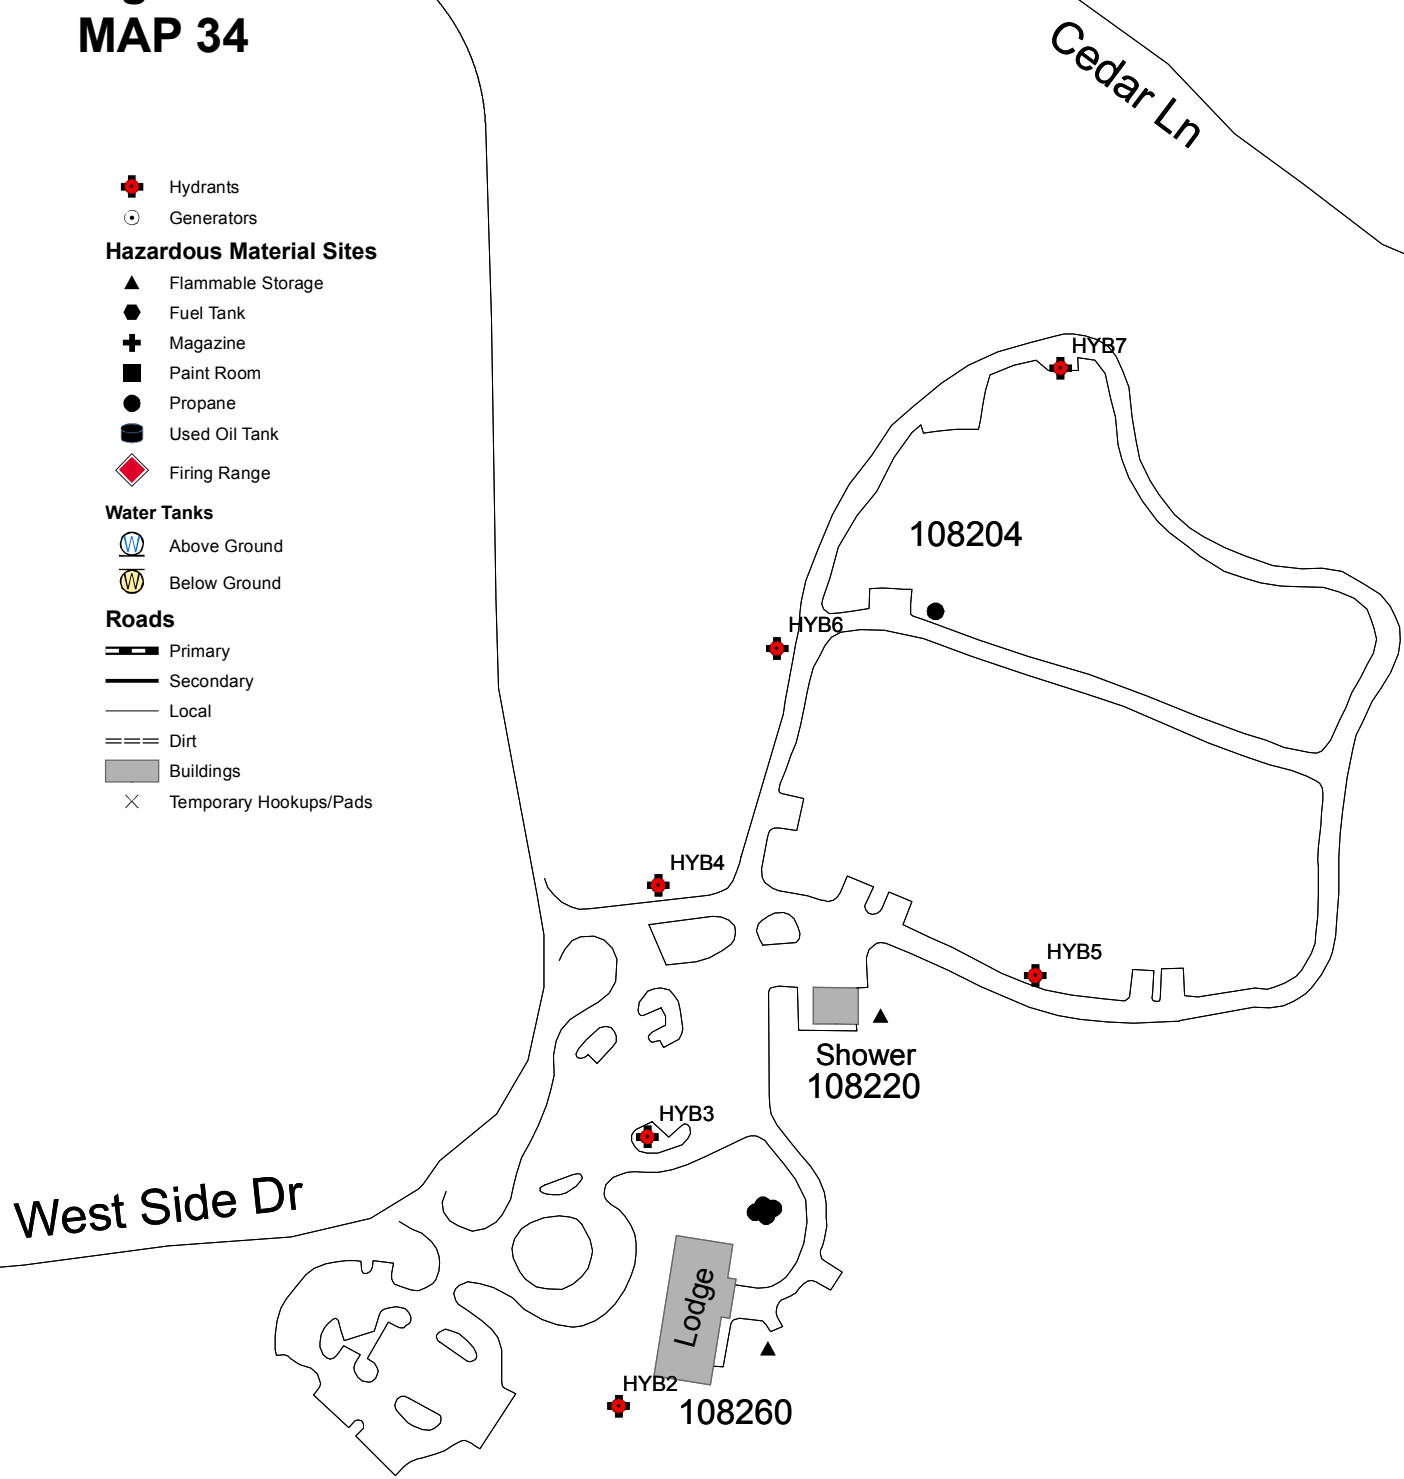 MAP 34
Cedar Ln
Hydrants
Generators
Hazardous Material Sites
Flammable Storage
Fuel Tank
Magazine
Paint Room
Propane
Used Oil Tank
Firing Range
Water Tanks
W Above Ground
W Below Ground
Roads
Primary
Secondary
Local
Dirt
Buildings
Temporary Hookups/Pads
HYB7
108204
HYB6
HYB4
HYB5
Shower
108220
HYB3
West Side Dr
Lodge
HYB2
108260